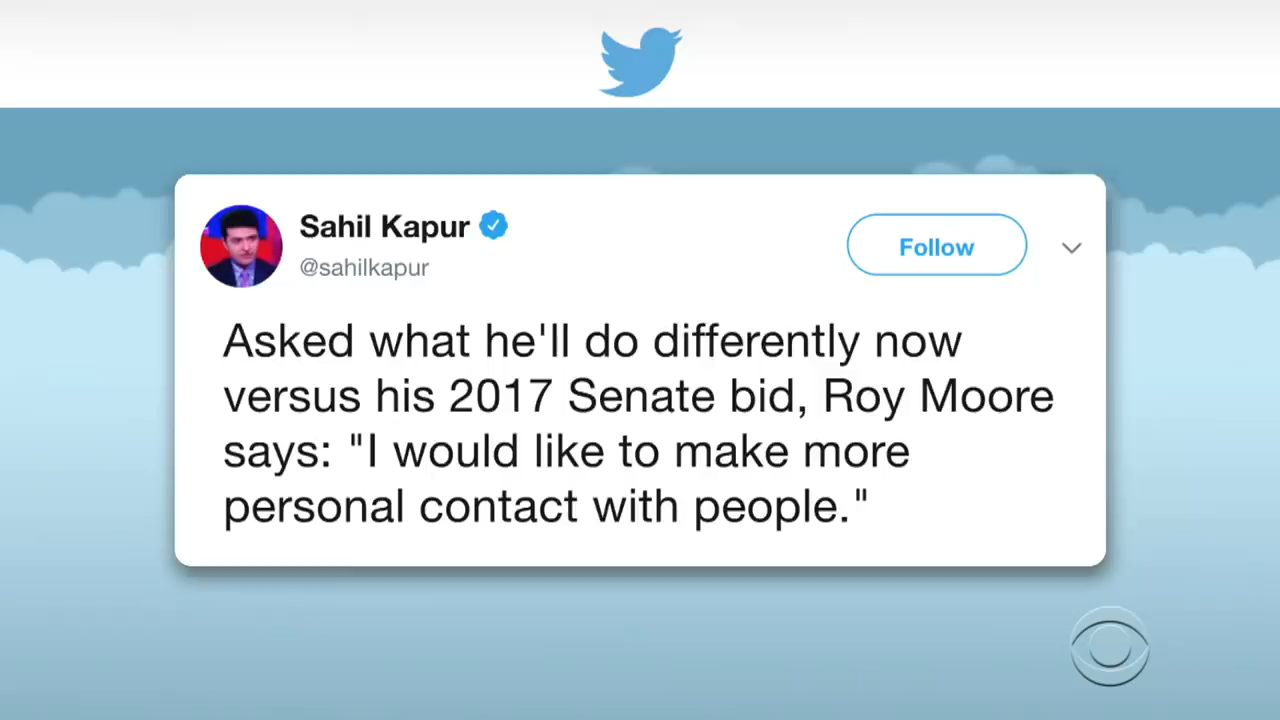 Sahil Kapur
@sahilkapur
Follow
Asked what he'll do differently now
versus his 2017 Senate bid, Roy Moore
says: "I would like to make more
personal contact with people."